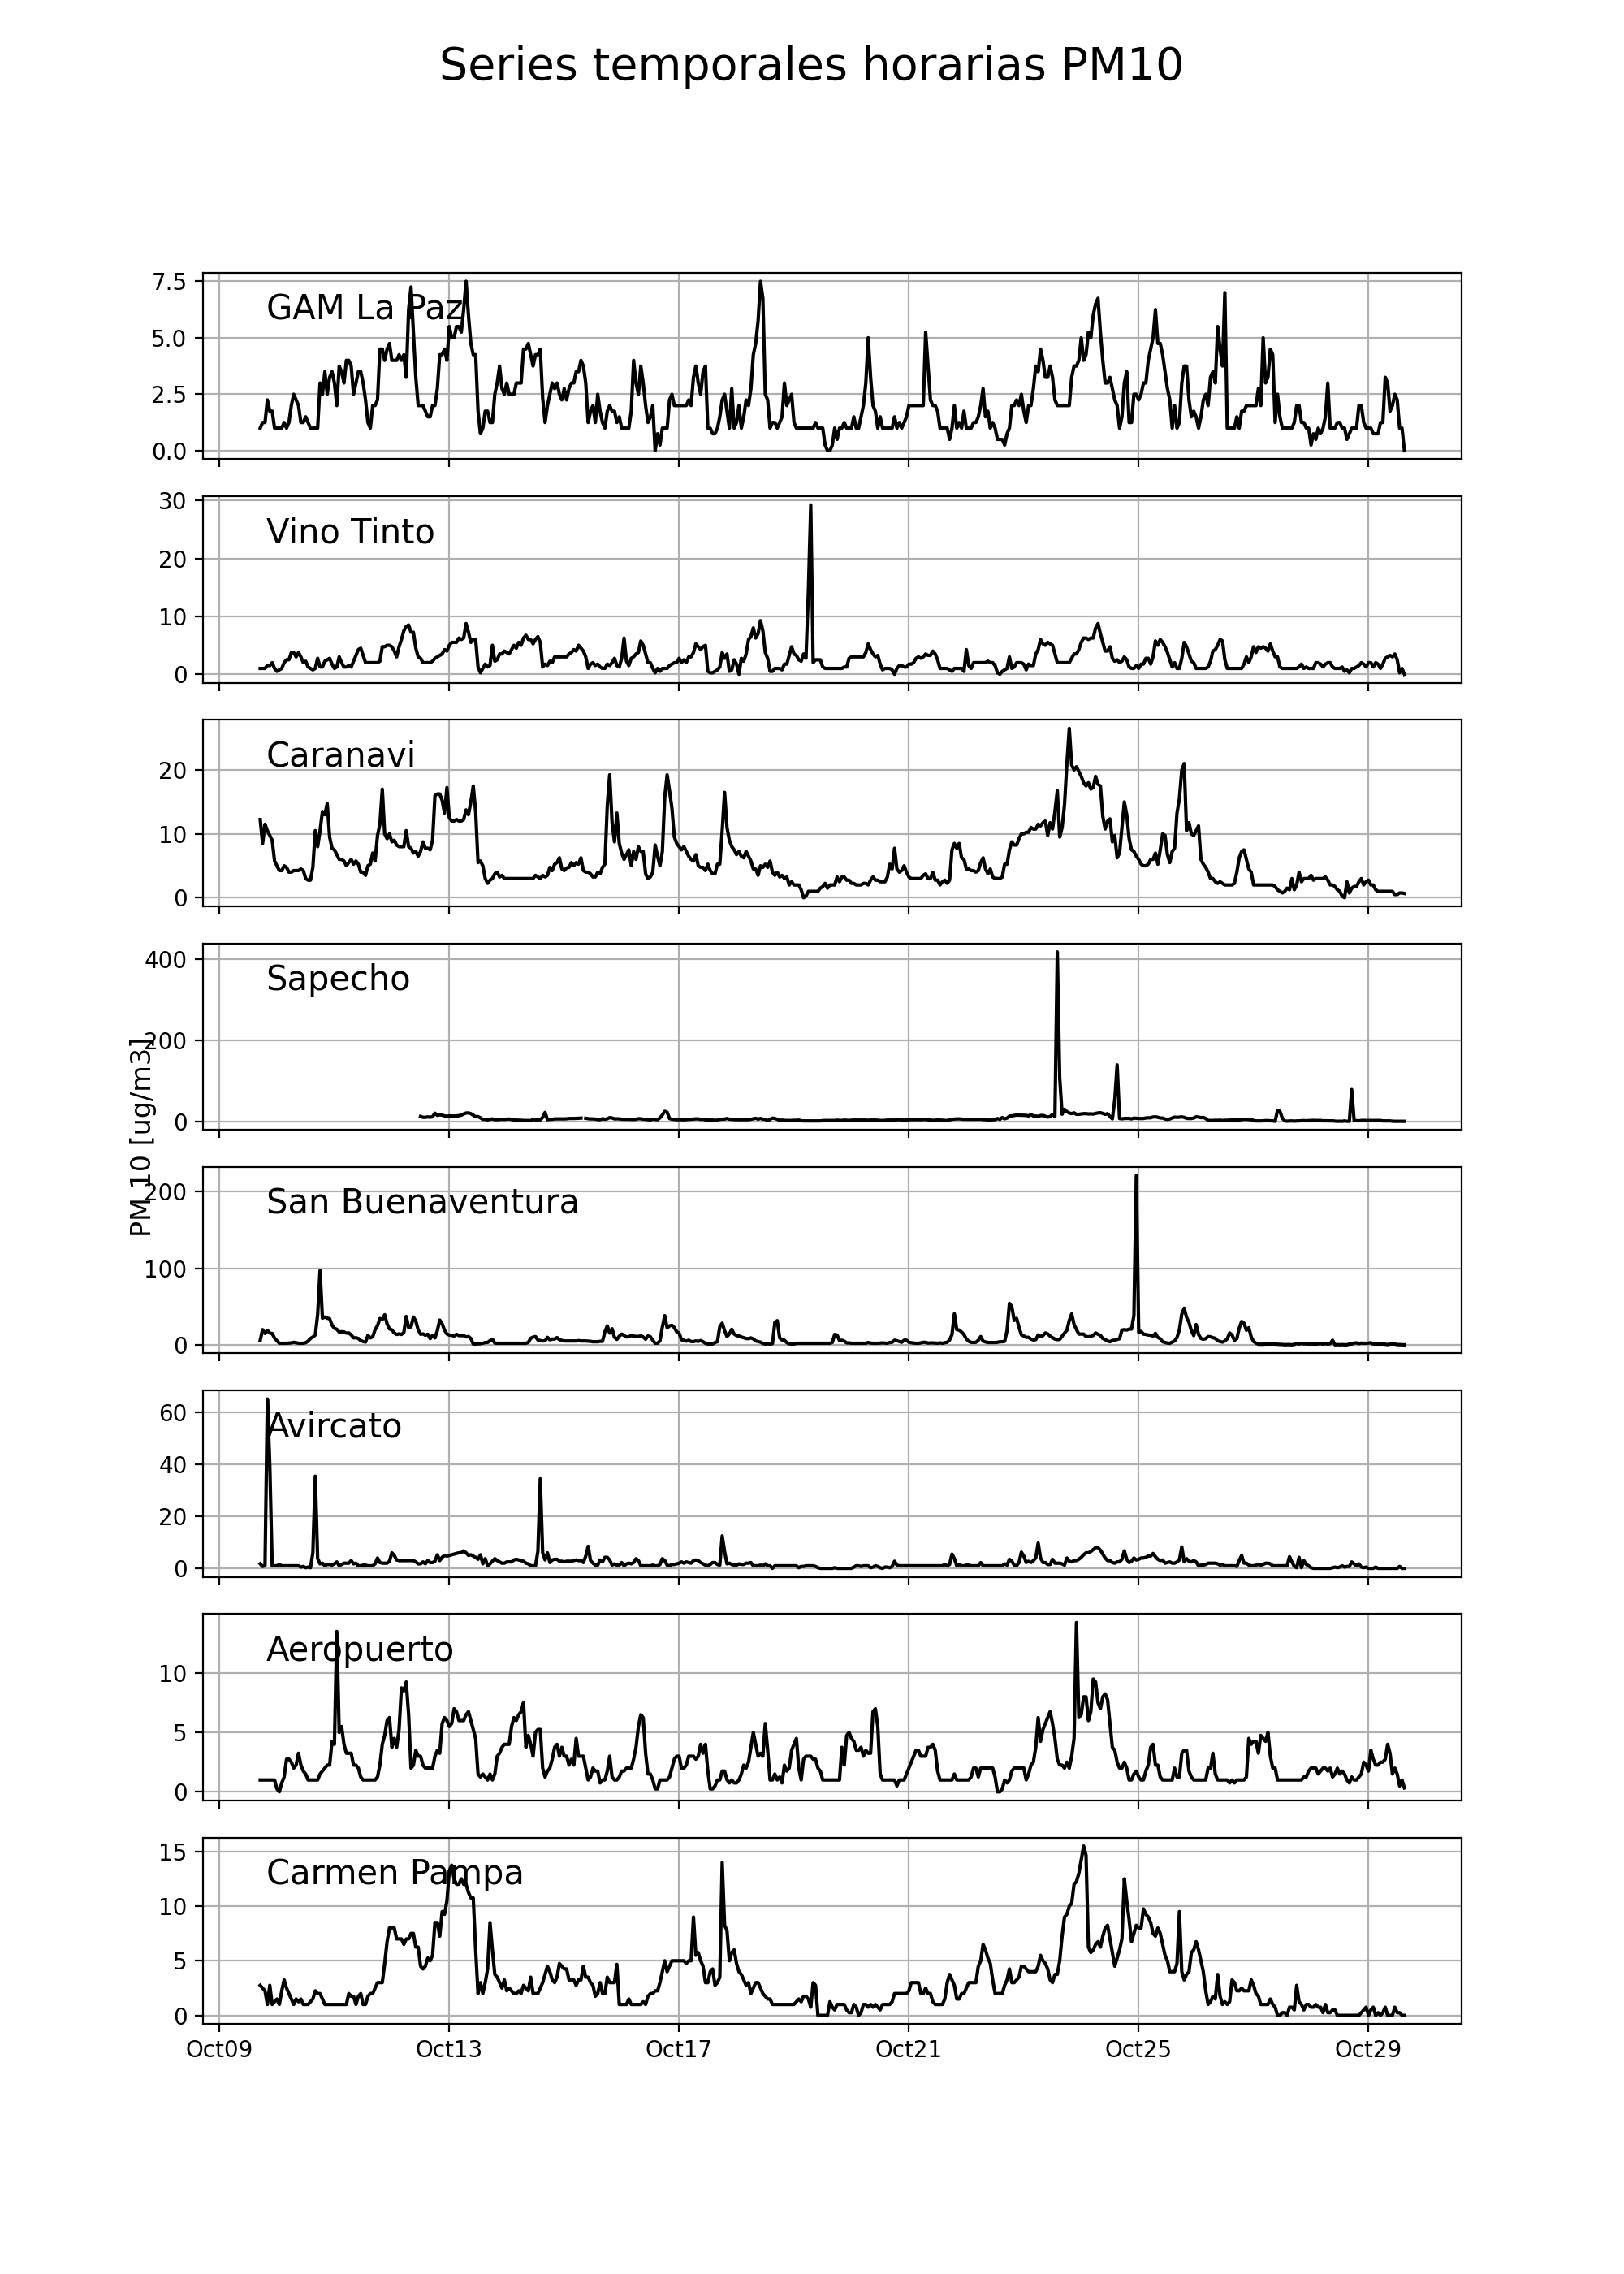 Series temporales horarias PM10
GAM La Paz
7.5
5.0
2.5
0.0
Vino Tinto
30
20
10
0
Caranavi
20
10
0
Sapecho
400
200
0
PM 10 [ug/m3]
San Buenaventura
200
100
0
Avircato
60
40
20
0
Aeropuerto
10
5
0
Carmen Pampa
15
10
5
0
Oct09 Oct13 Oct17 Oct21 Oct25 Oct29